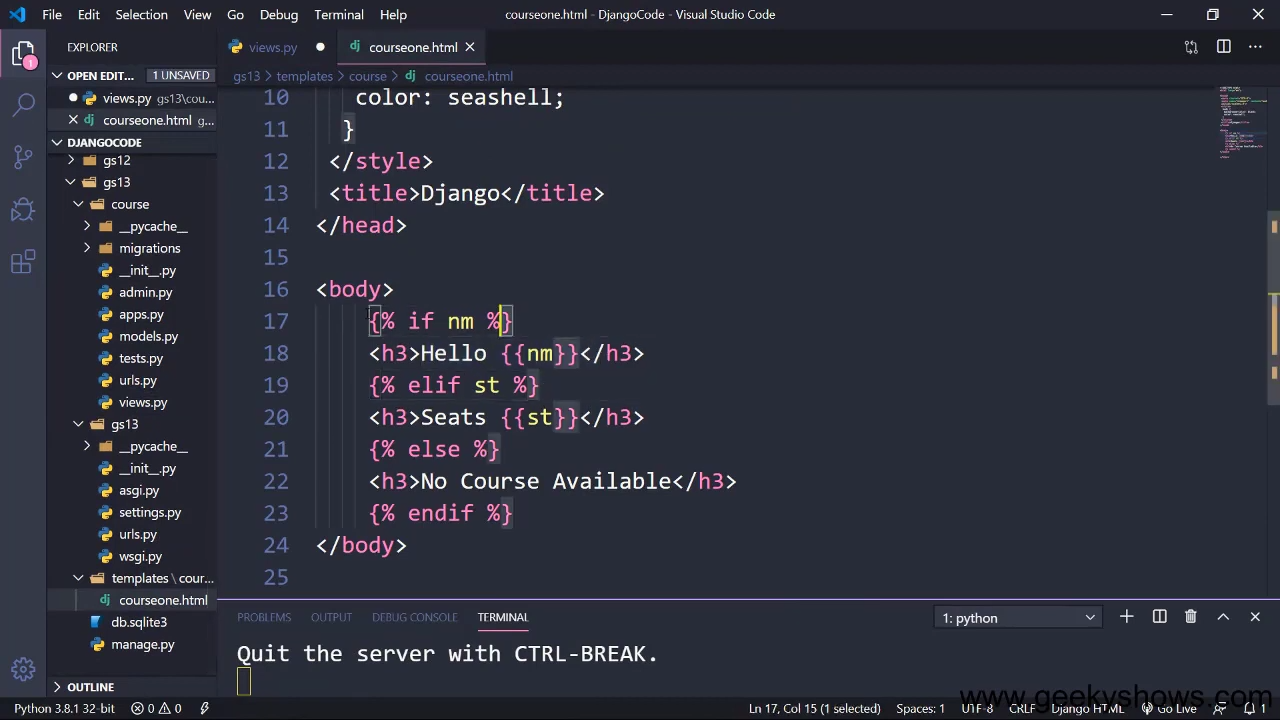 File Edit Selection View Go Debug Terminal Help courseone.html - DjangoCode - Visual Studio Code
EXPLORER
OPEN EDIT... 1 UNSAVED
views.py gs13\cou...
courseone.html g...
DJANGOCODE
gs12
gs13
course
__pycache__
migrations
__init__.py
admin.py
apps.py
models.py
tests.py
urls.py
views.py
gs13
__pycache__
__init__.py
asgi.py
settings.py
urls.py
wsgi.py
templates \ cour...
courseone.html
db.sqlite3
manage.py
OUTLINE
views.py courseone.html
gs13 > templates > course > courseone.html
10 color: seashell;
11 }
12 </style>
13 <title>Django</title>
14 </head>
15
16 <body>
17 {% if nm %}
18 <h3>Hello {{nm}}</h3>
19 {% elif st %}
20 <h3>Seats {{st}}</h3>
21 {% else %}
22 <h3>No Course Available</h3>
23 {% endif %}
24 </body>
25
PROBLEMS OUTPUT DEBUG CONSOLE TERMINAL 1: python
Quit the server with CTRL-BREAK.
www.geekyshows.com
Python 3.8.1 32-bit 0 0 Ln 17, Col 15 (1 selected) Spaces: 1 UTF-8 CRLF Django HTML Go Live 1